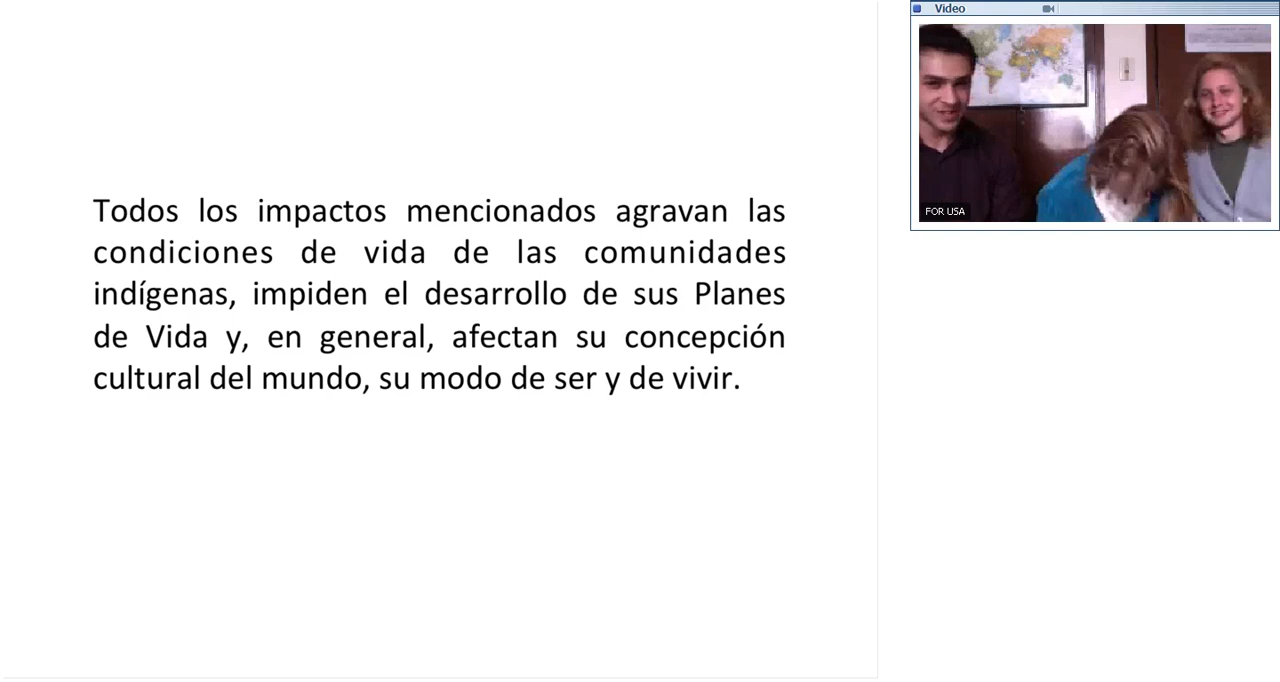 Todos los impactos mencionados agravan las
condiciones de vida de las comunidades
indígenas, impiden el desarrollo de sus Planes
de Vida y, en general, afectan su concepción
cultural del mundo, su modo de ser y de vivir.
Video
FOR USA